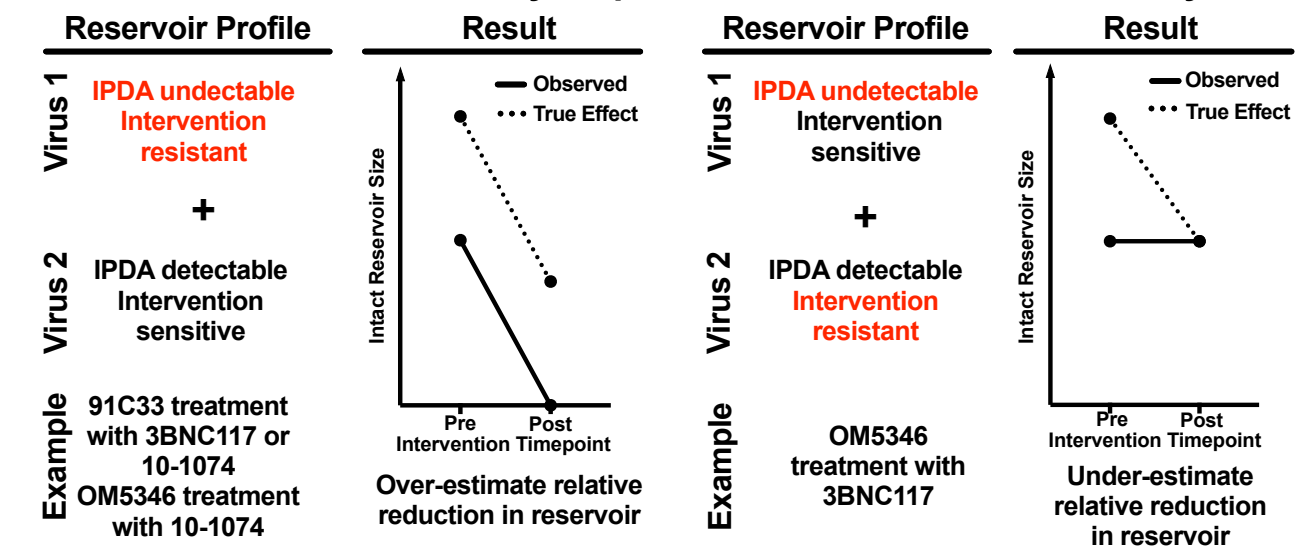 Reservoir Profile
Result
Virus 1
IPDA undectable
Intervention
resistant
+
Virus 2
IPDA detectable
Intervention
sensitive
Example
91C33 treatment
with 3BNC117 or
10-1074
OM5346 treatment
with 10-1074
Observed
True Effect
Intact Reservoir Size
Pre
Post
Intervention Timepoint
Over-estimate relative
reduction in reservoir
Reservoir Profile
Result
Virus 1
IPDA undetectable
Intervention
sensitive
+
Virus 2
IPDA detectable
Intervention
resistant
Example
OM5346
treatment with
3BNC117
Observed
True Effect
Intact Reservoir Size
Pre
Post
Intervention Timepoint
Under-estimate
relative reduction
in reservoir